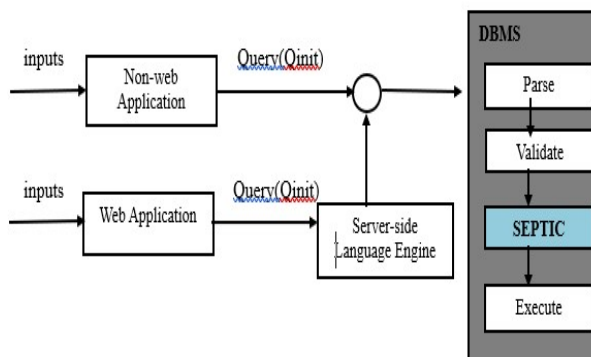 inputs
Non-web
Application
Query(Qinit)
inputs
Web Application
Query(Qinit)
Server-side
Language Engine
DBMS
Parse
Validate
SEPTIC
Execute